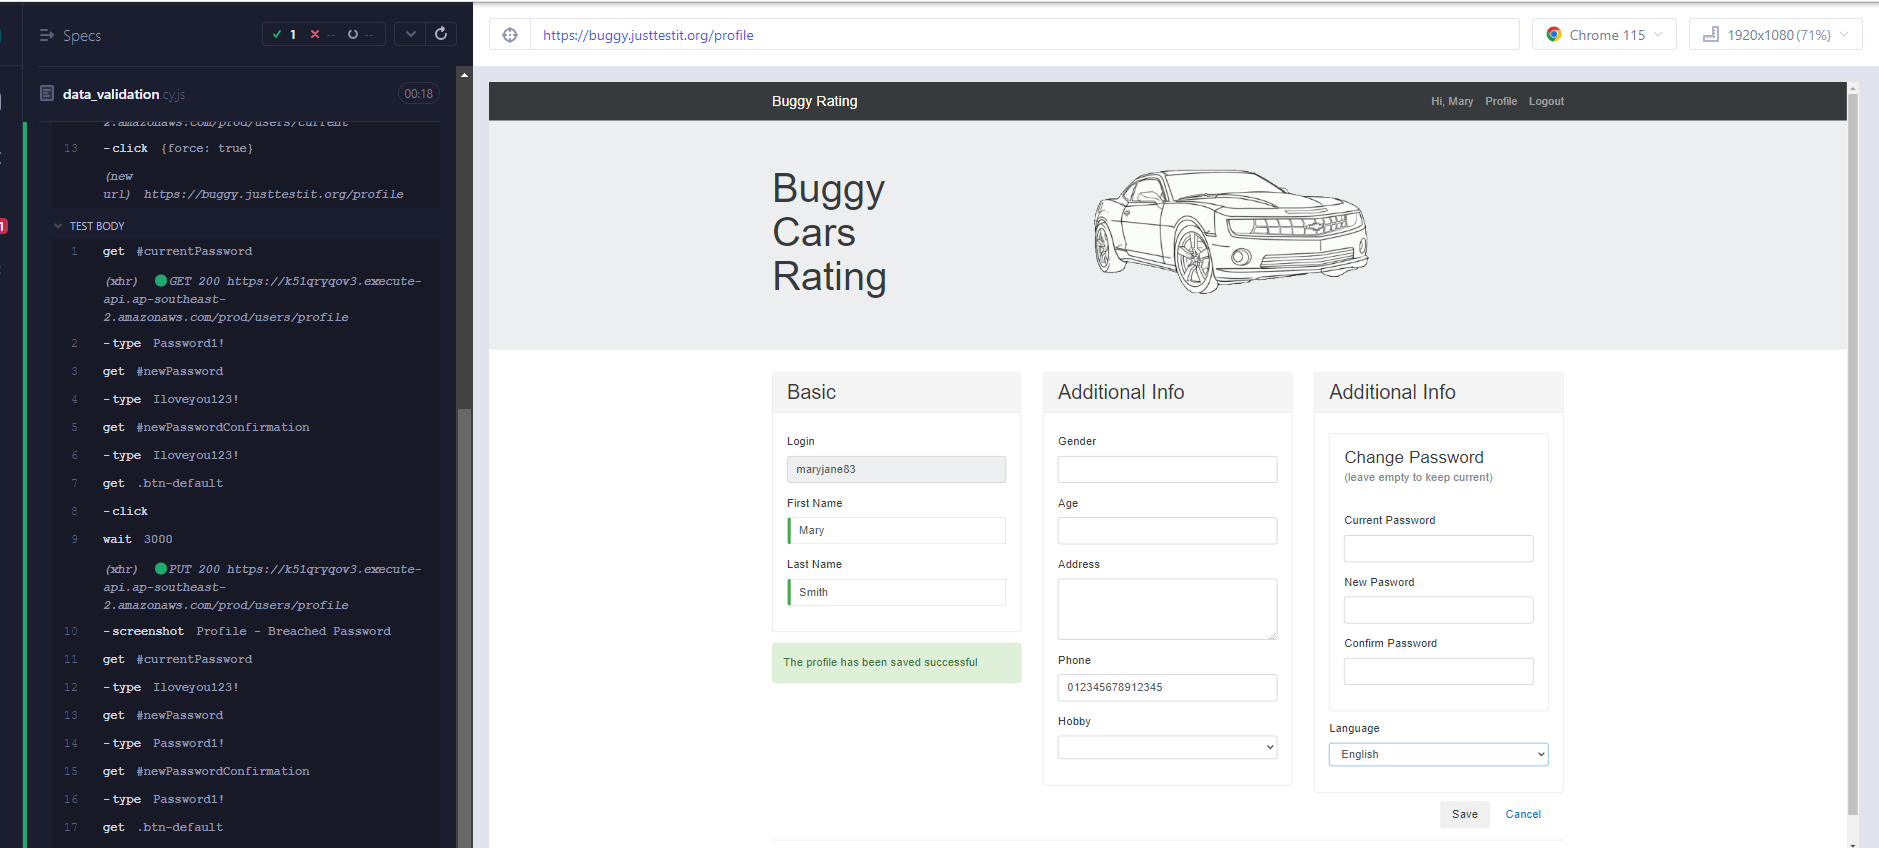 Specs
1
--
--
data_validation.cy.js
00:18
2.amazonaws.com/prod/users/current
13 -click {force: true}
(new
url) https://buggy.justtestit.org/profile
TEST BODY
1 get #currentPassword
(xhr) GET 200 https://k51qryqov3.execute-
api.ap-southeast-
2.amazonaws.com/prod/users/profile
2 -type Password1!
3 get #newPassword
4 -type Iloveyou123!
5 get #newPasswordConfirmation
6 -type Iloveyou123!
7 get .btn-default
8 -click
9 wait 3000
(xhr) PUT 200 https://k51qryqov3.execute-
api.ap-southeast-
2.amazonaws.com/prod/users/profile
10 -screenshot Profile - Breached Password
11 get #currentPassword
12 -type Iloveyou123!
13 get #newPassword
14 -type Password1!
15 get #newPasswordConfirmation
16 -type Password1!
17 get .btn-default
1
https://buggy.justtestit.org/profile
Chrome 115
1920x1080 (71%)
Buggy Rating
Hi, Mary Profile Logout
Buggy
Cars
Rating
Basic
Login
maryjane83
First Name
Mary
Last Name
Smith
The profile has been saved successful
Additional Info
Gender
Age
Address
Phone
012345678912345
Hobby
Additional Info
Change Password
(leave empty to keep current)
Current Password
New Pasword
Confirm Password
Language
English
Save Cancel